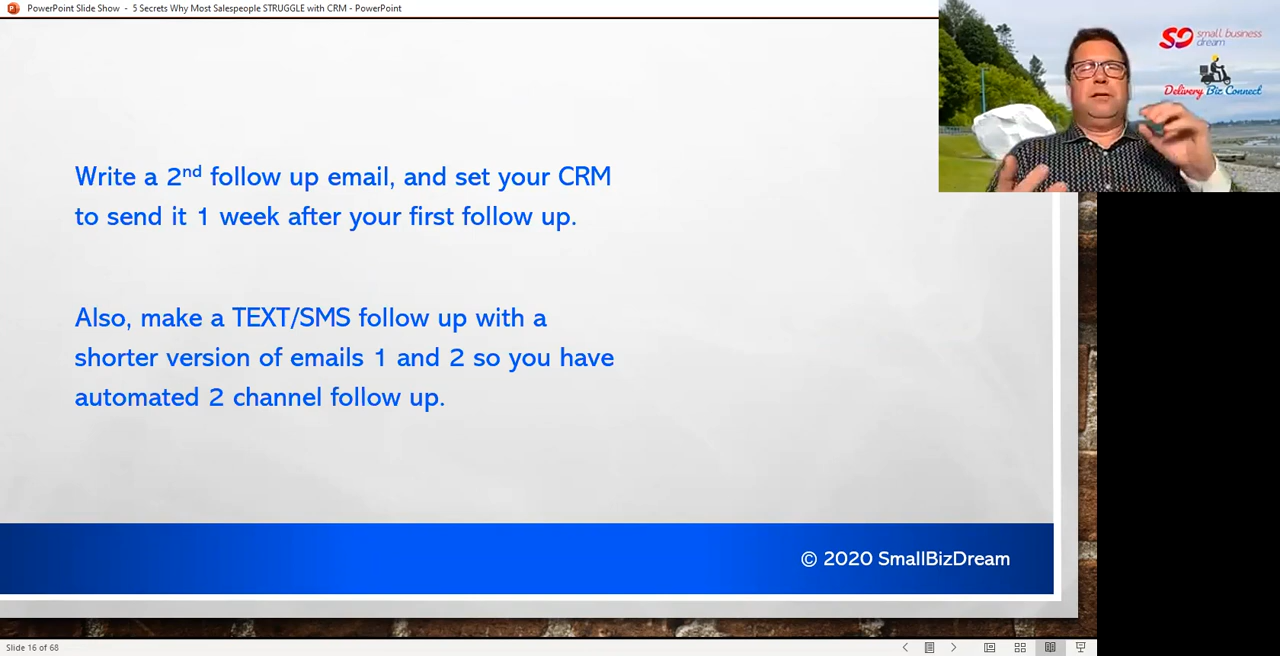 PowerPoint Slide Show - 5 Secrets Why Most Salespeople STRUGGLE with CRM - PowerPoint
small business
dream
Delivery Biz Connect
Write a 2nd follow up email, and set your CRM
to send it 1 week after your first follow up.
Also, make a TEXT/SMS follow up with a
shorter version of emails 1 and 2 so you have
automated 2 channel follow up.
© 2020 SmallBizDream
Slide 16 of 68